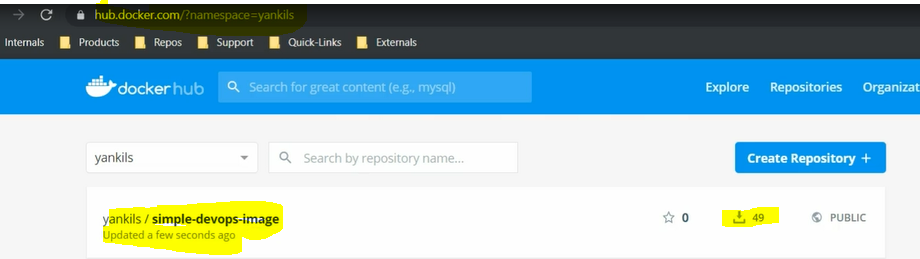 hub.docker.com/?namespace=yankils
Internals Products Repos Support Quick-Links Externals
dockerhub Search for great content (e.g., mysql) Explore Repositories Organizat
yankils Search by repository name... Create Repository +
yankils / simple-devops-image 0 49 PUBLIC
Updated a few seconds ago